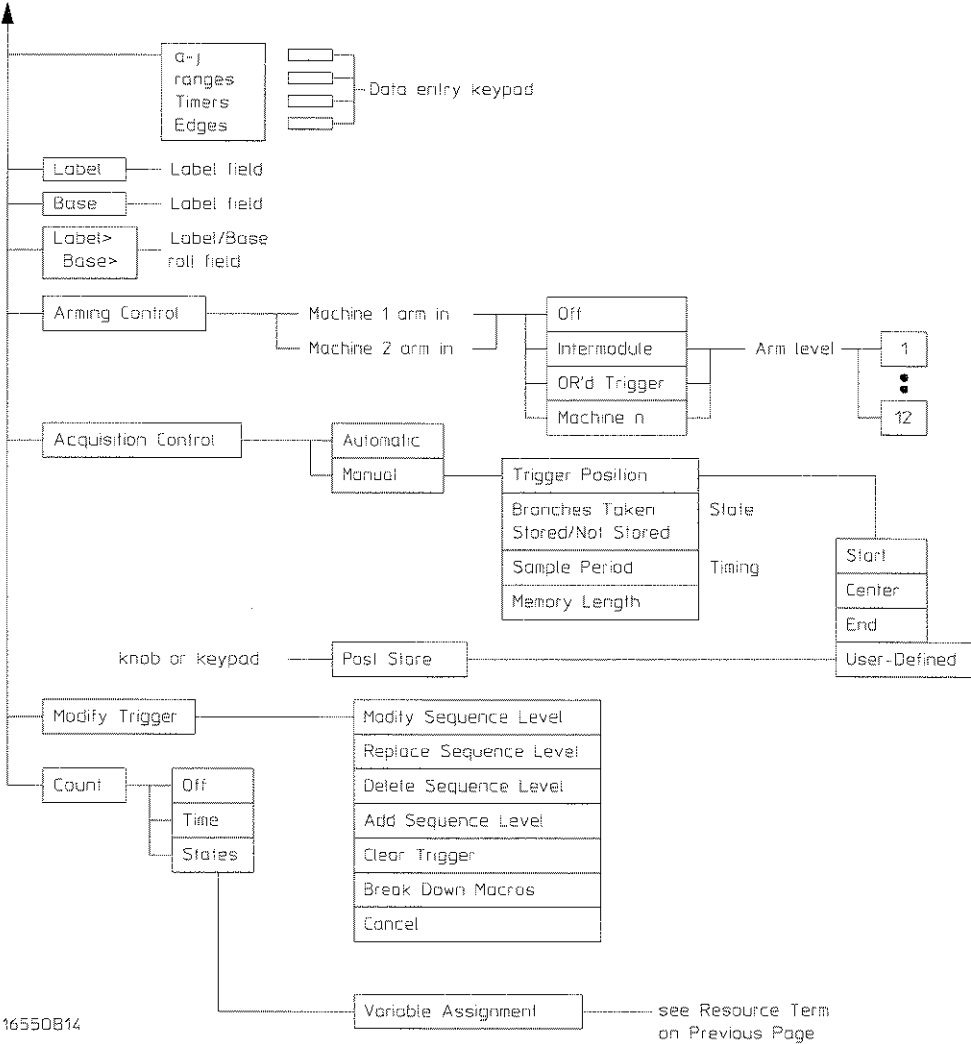 a-j
ranges
Timers
Edges
Data entry keypad
Label
Label field
Base
Label field
Label>
Base>
Label/Base
roll field
Arming Control
Machine 1 arm in
Machine 2 arm in
Off
Intermodule
OR'd Trigger
Machine n
Arm level
1
12
Acquisition Control
Automatic
Manual
Trigger Position
Branches Taken
Stored/Not Stored
State
Sample Period
Timing
Memory Length
Start
Center
End
User-Defined
knob or keypad
Post Store
Modify Trigger
Modify Sequence Level
Replace Sequence Level
Delete Sequence Level
Add Sequence Level
Clear Trigger
Break Down Macros
Cancel
Count
Off
Time
States
Variable Assignment
see Resource Term
on Previous Page
16550B14